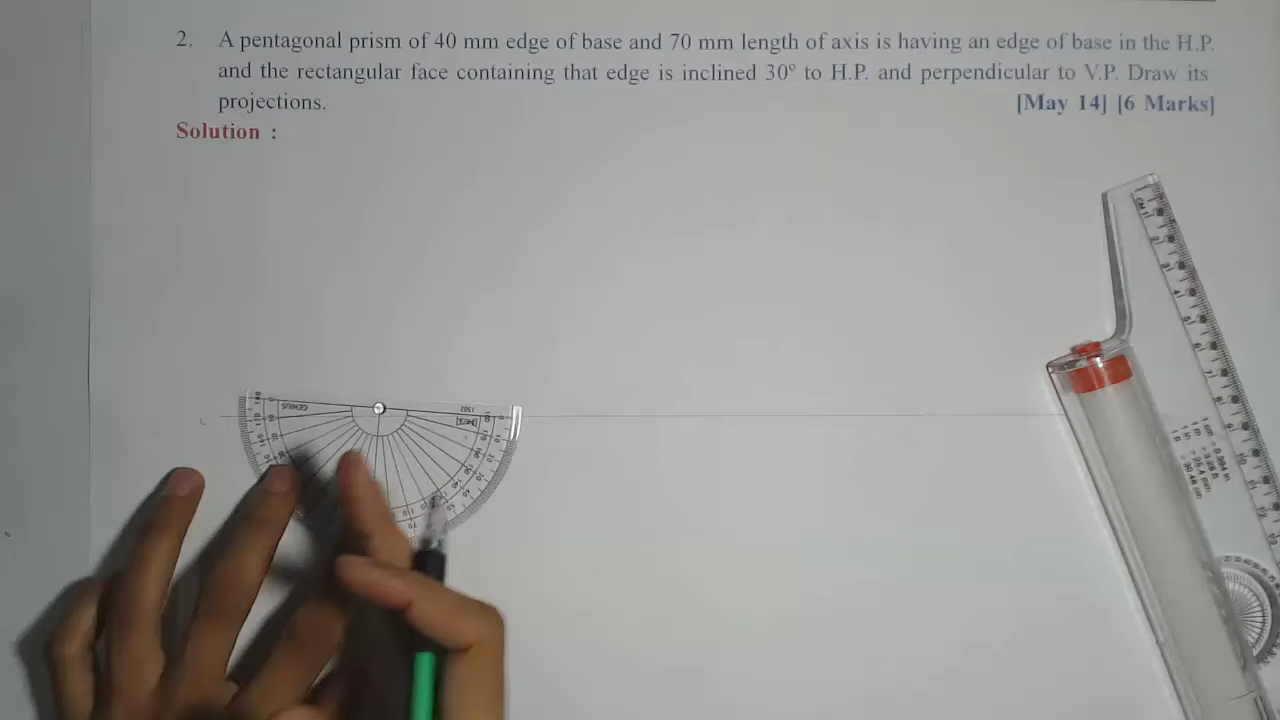 2. A pentagonal prism of 40 mm edge of base and 70 mm length of axis is having an edge of base in the H.P.
and the rectangular face containing that edge is inclined 30° to H.P. and perpendicular to V.P. Draw its
projections. [May 14] [6 Marks]
Solution :
GENIUS
1502